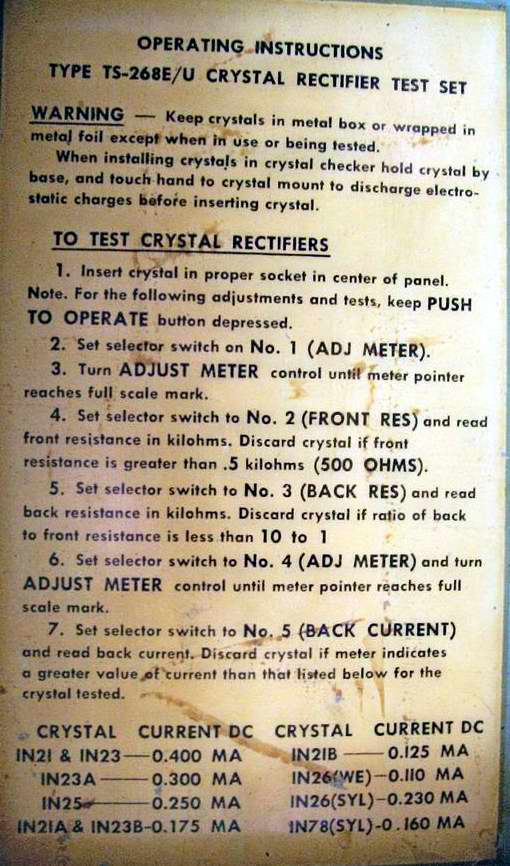 OPERATING INSTRUCTIONS
TYPE TS-268E/U CRYSTAL RECTIFIER TEST SET
WARNING — Keep crystals in metal box or wrapped in
metal foil except when in use or being tested.
When installing crystals in crystal checker hold crystal by
base, and touch hand to crystal mount to discharge electro-
static charges before inserting crystal.
TO TEST CRYSTAL RECTIFIERS
1. Insert crystal in proper socket in center of panel.
Note. For the following adjustments and tests, keep PUSH
TO OPERATE button depressed.
2. Set selector switch on No. 1 (ADJ METER).
3. Turn ADJUST METER control until meter pointer
reaches full scale mark.
4. Set selector switch to No. 2 (FRONT RES) and read
front resistance in kilohms. Discard crystal if front
resistance is greater than .5 kilohms (500 OHMS).
5. Set selector switch to No. 3 (BACK RES) and read
back resistance in kilohms. Discard crystal if ratio of back
to front resistance is less than 10 to 1
6. Set selector switch to No. 4 (ADJ METER) and turn
ADJUST METER control until meter pointer reaches full
scale mark.
7. Set selector switch to No. 5 (BACK CURRENT)
and read back current. Discard crystal if meter indicates
a greater value of current than that listed below for the
crystal tested.
CRYSTAL CURRENT DC CRYSTAL CURRENT DC
IN21 & IN23—0.400 MA IN21B—0.125 MA
IN23A—0.300 MA IN26(WE)—0.110 MA
IN25—0.250 MA IN26(SYL)-0.230 MA
IN21A & IN23B-0.175 MA IN78(SYL)-0.160 MA